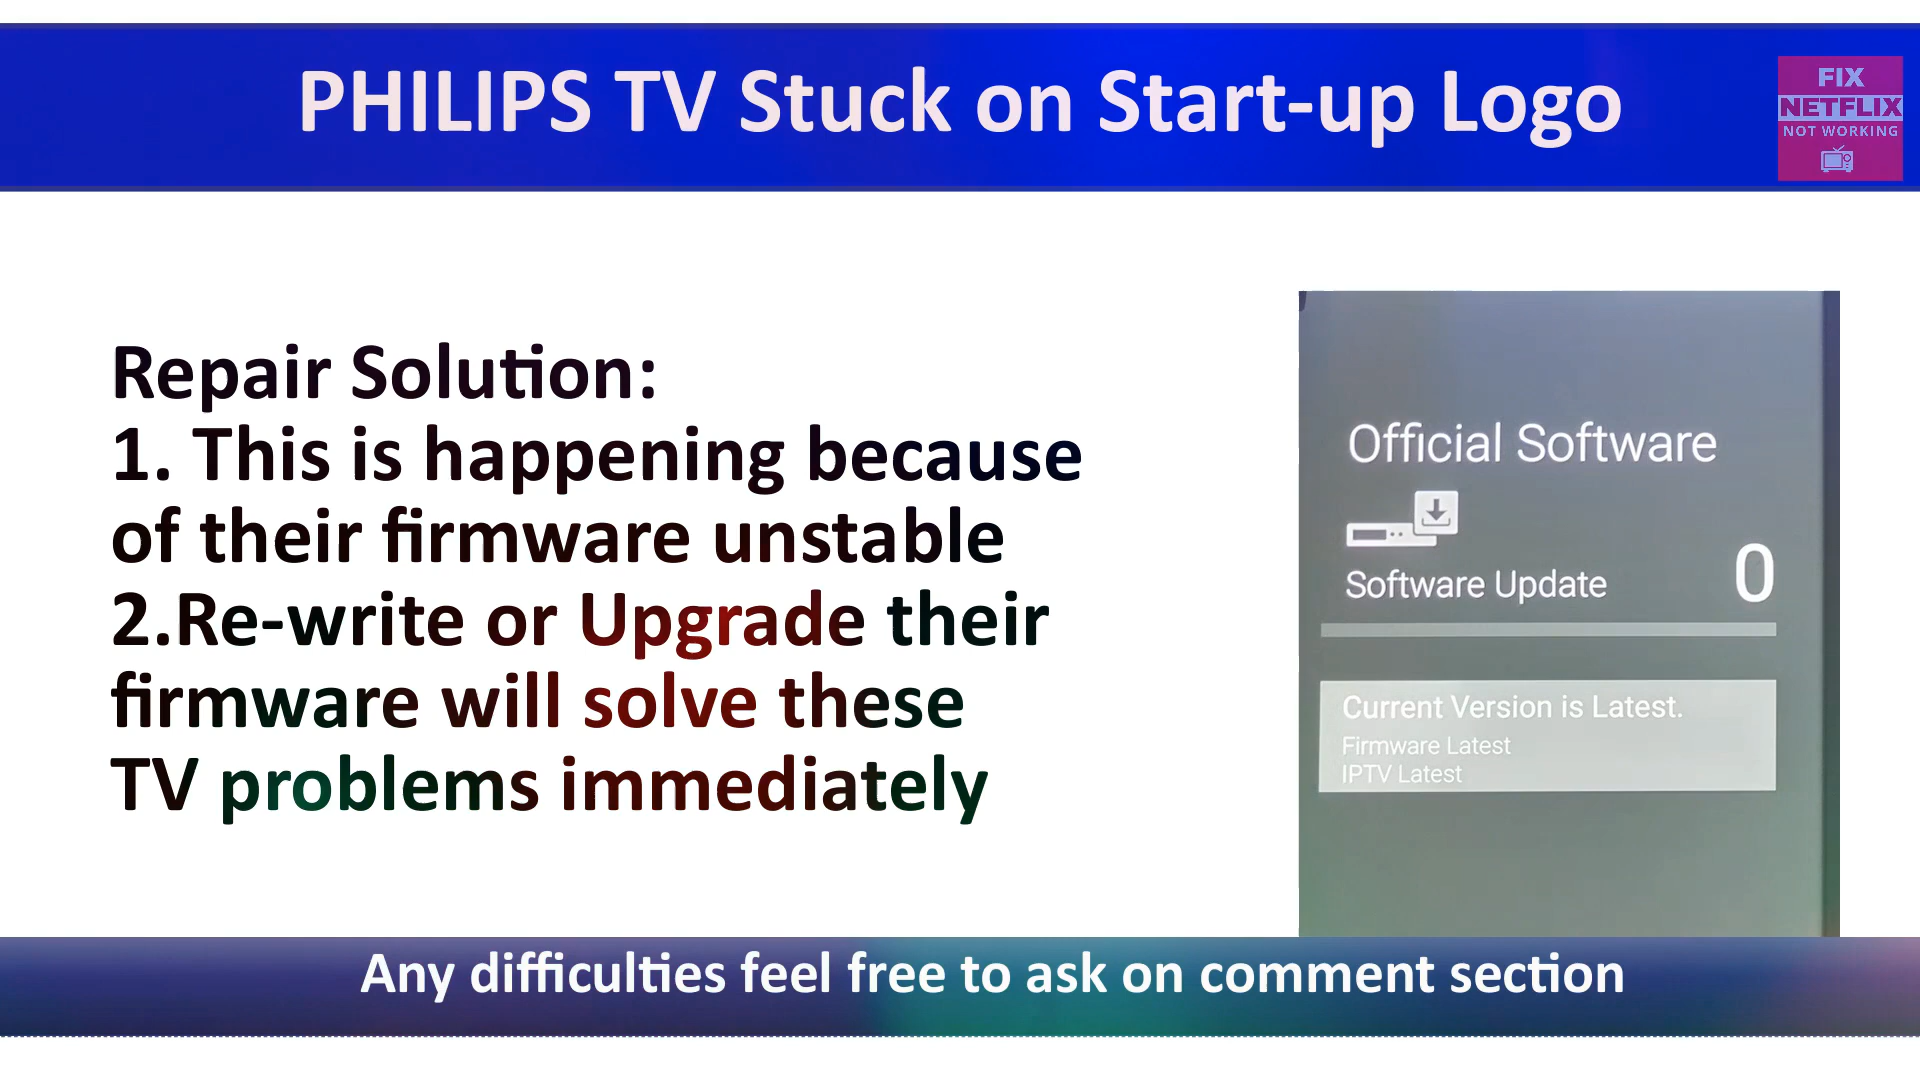 PHILIPS TV Stuck on Start-up Logo
FIX
NETFLIX
NOT WORKING
Repair Solution:
1. This is happening because
of their firmware unstable
2.Re-write or Upgrade their
firmware will solve these
TV problems immediately
Official Software
Software Update
0
Current Version is Latest.
Firmware Latest
IPTV Latest
Any difficulties feel free to ask on comment section